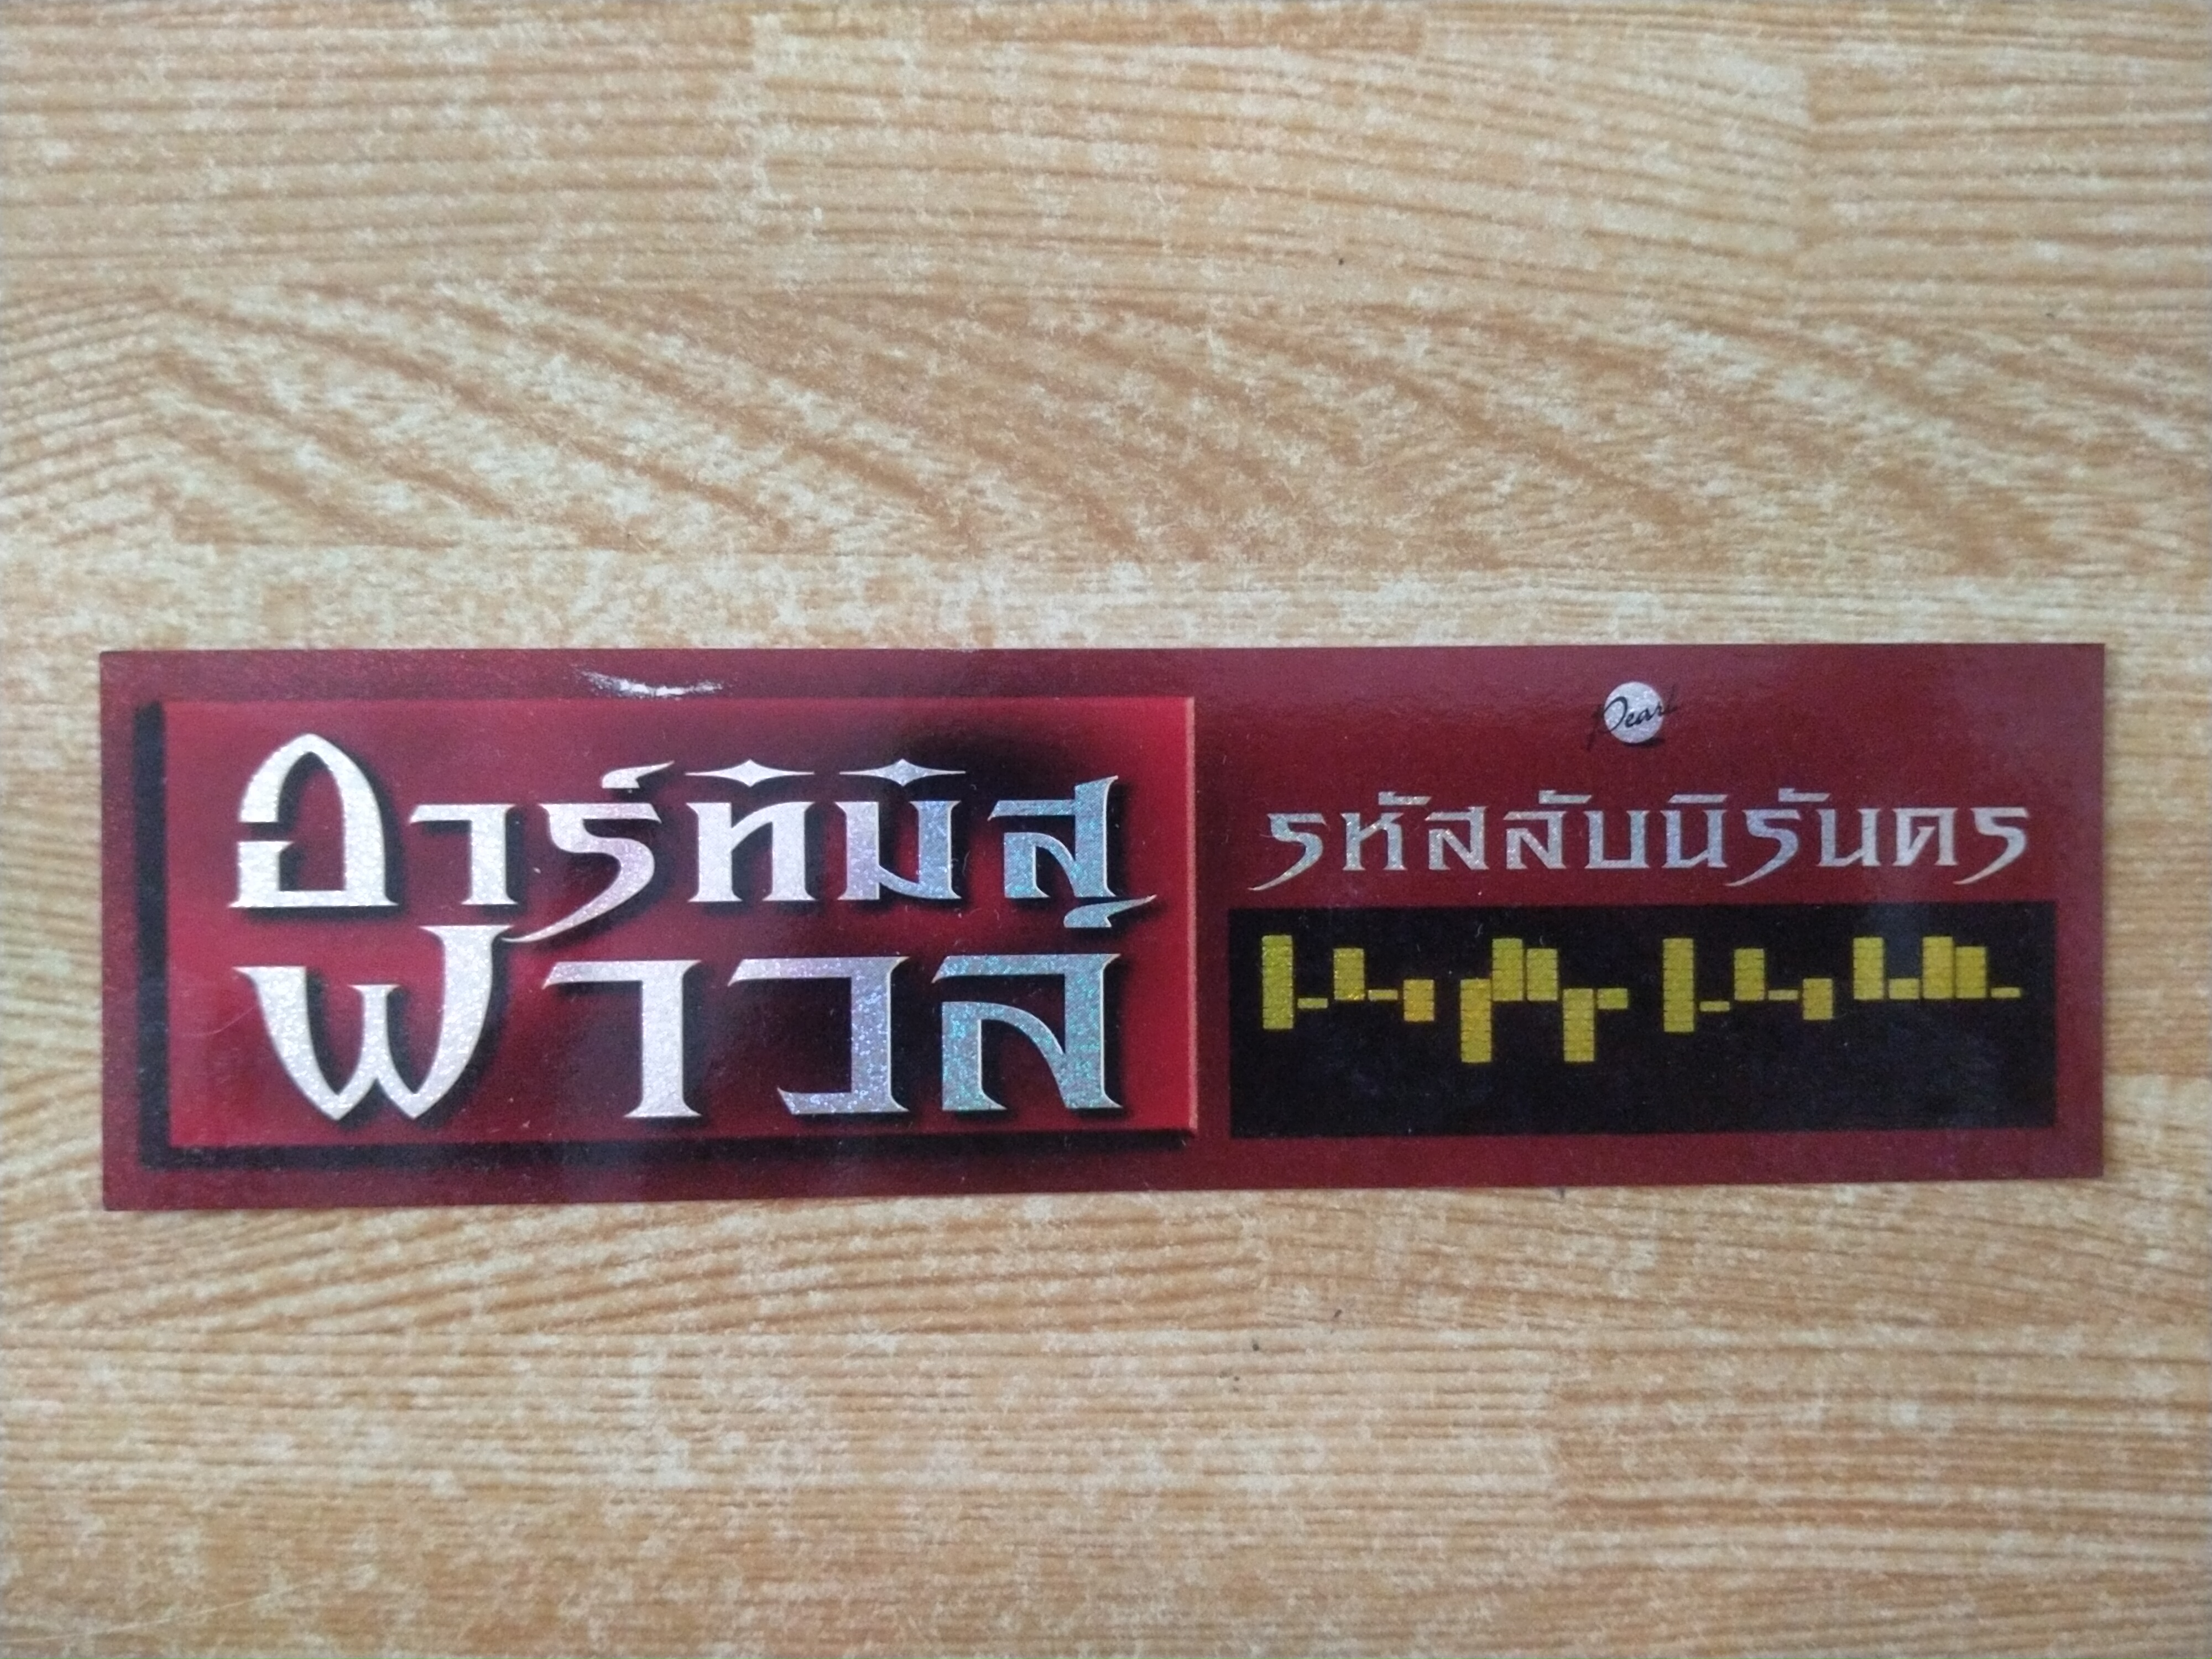 อาร์ทิมิส
ฟาวล์
Pearl
รหัสลับนิรันดร